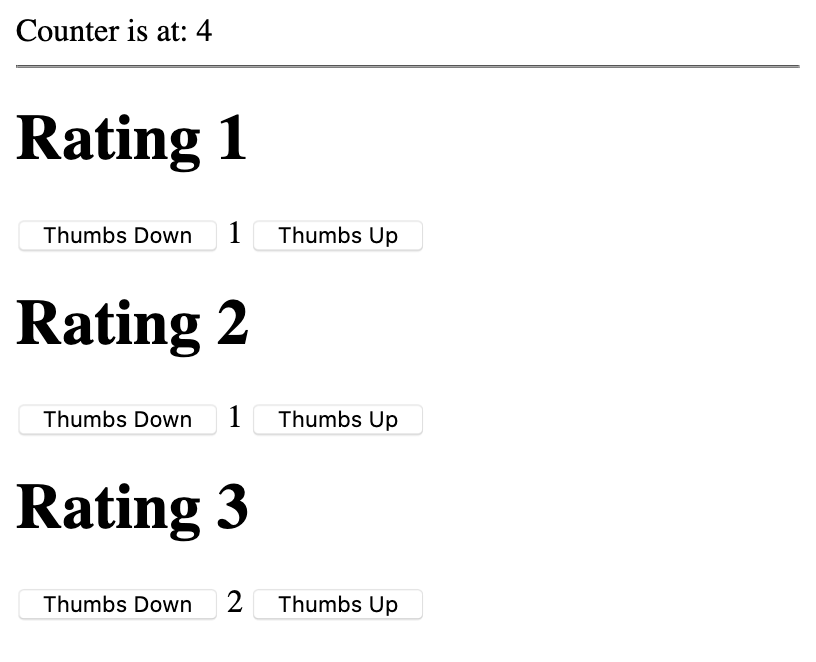 Counter is at: 4
Rating 1
Thumbs Down 1 Thumbs Up
Rating 2
Thumbs Down 1 Thumbs Up
Rating 3
Thumbs Down 2 Thumbs Up